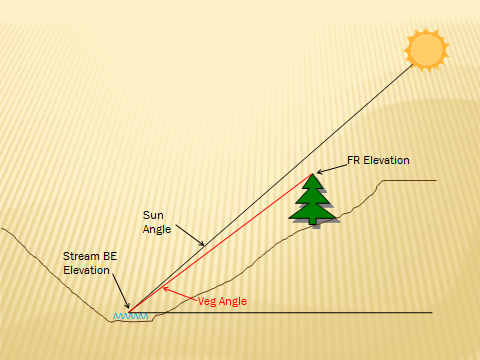 FR Elevation
Sun
Angle
Stream BE
Elevation
Veg Angle